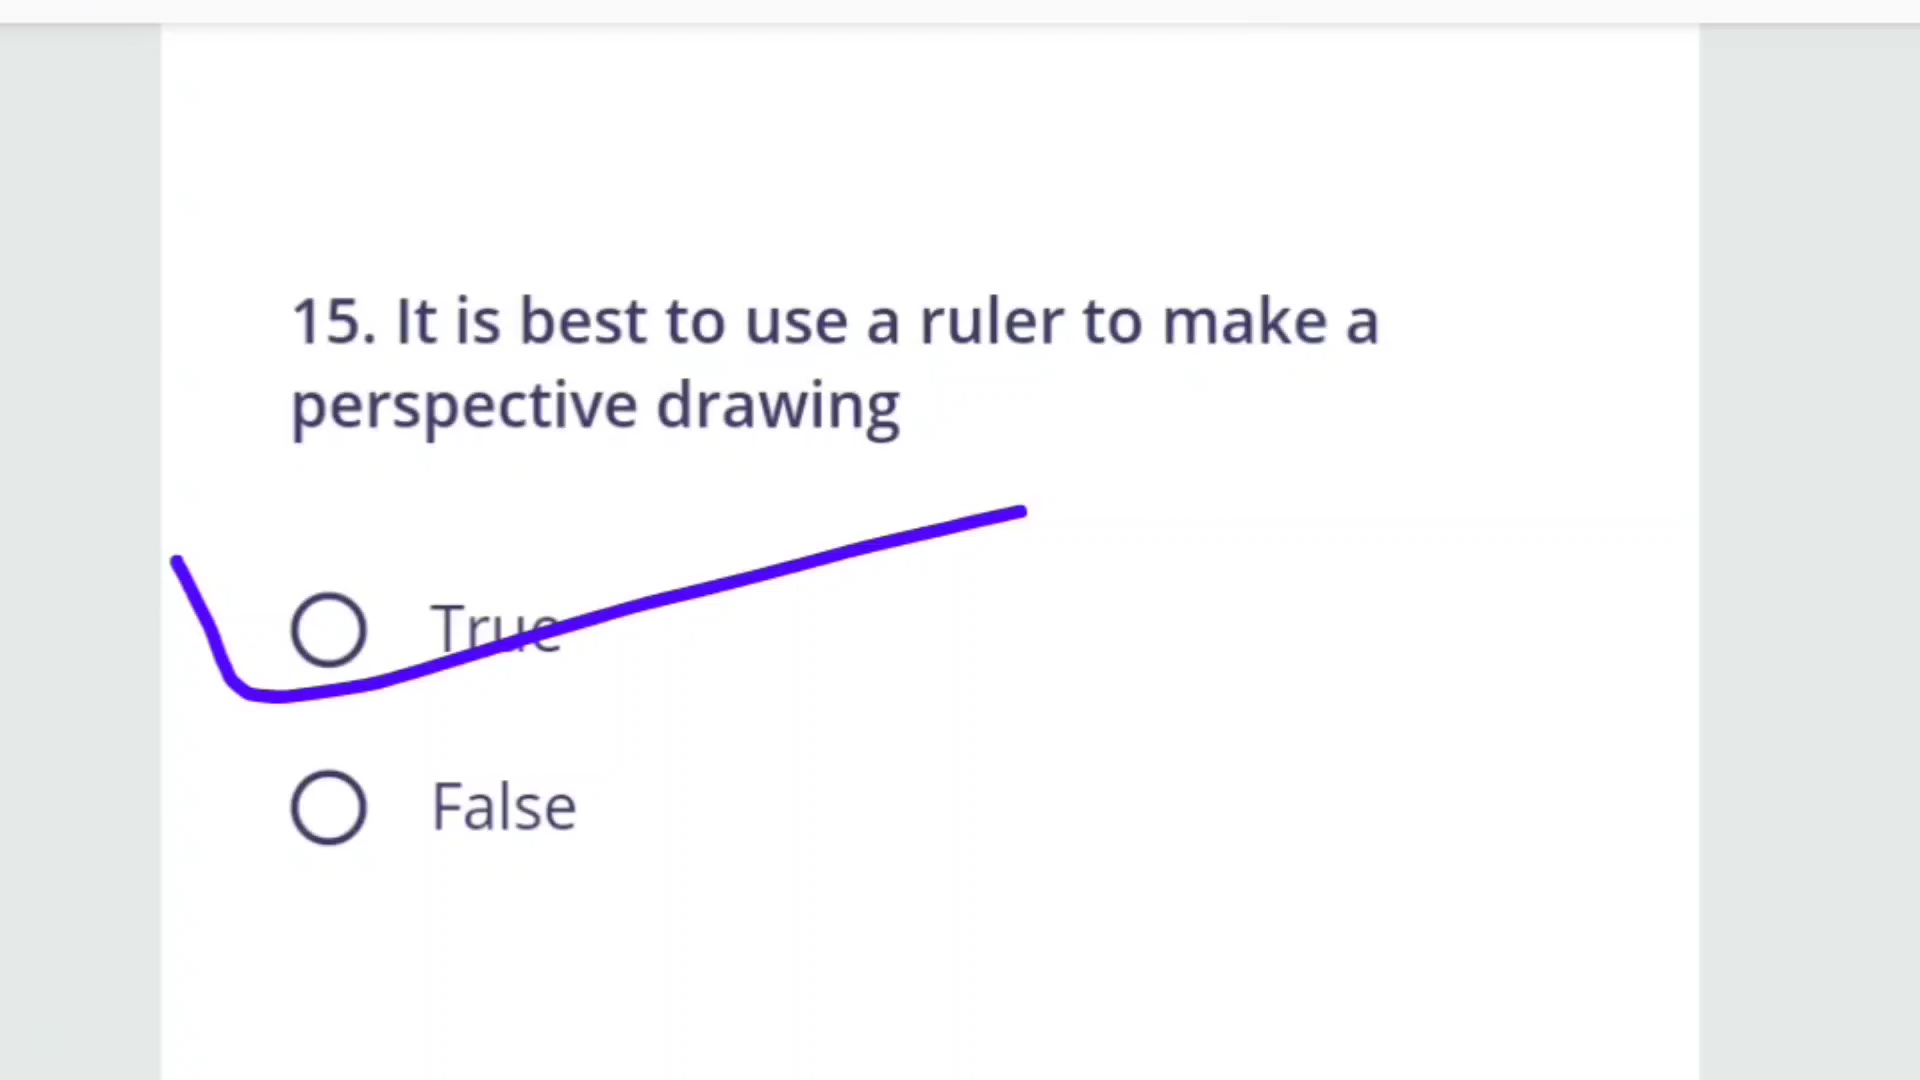 15. It is best to use a ruler to make a
perspective drawing
True
False